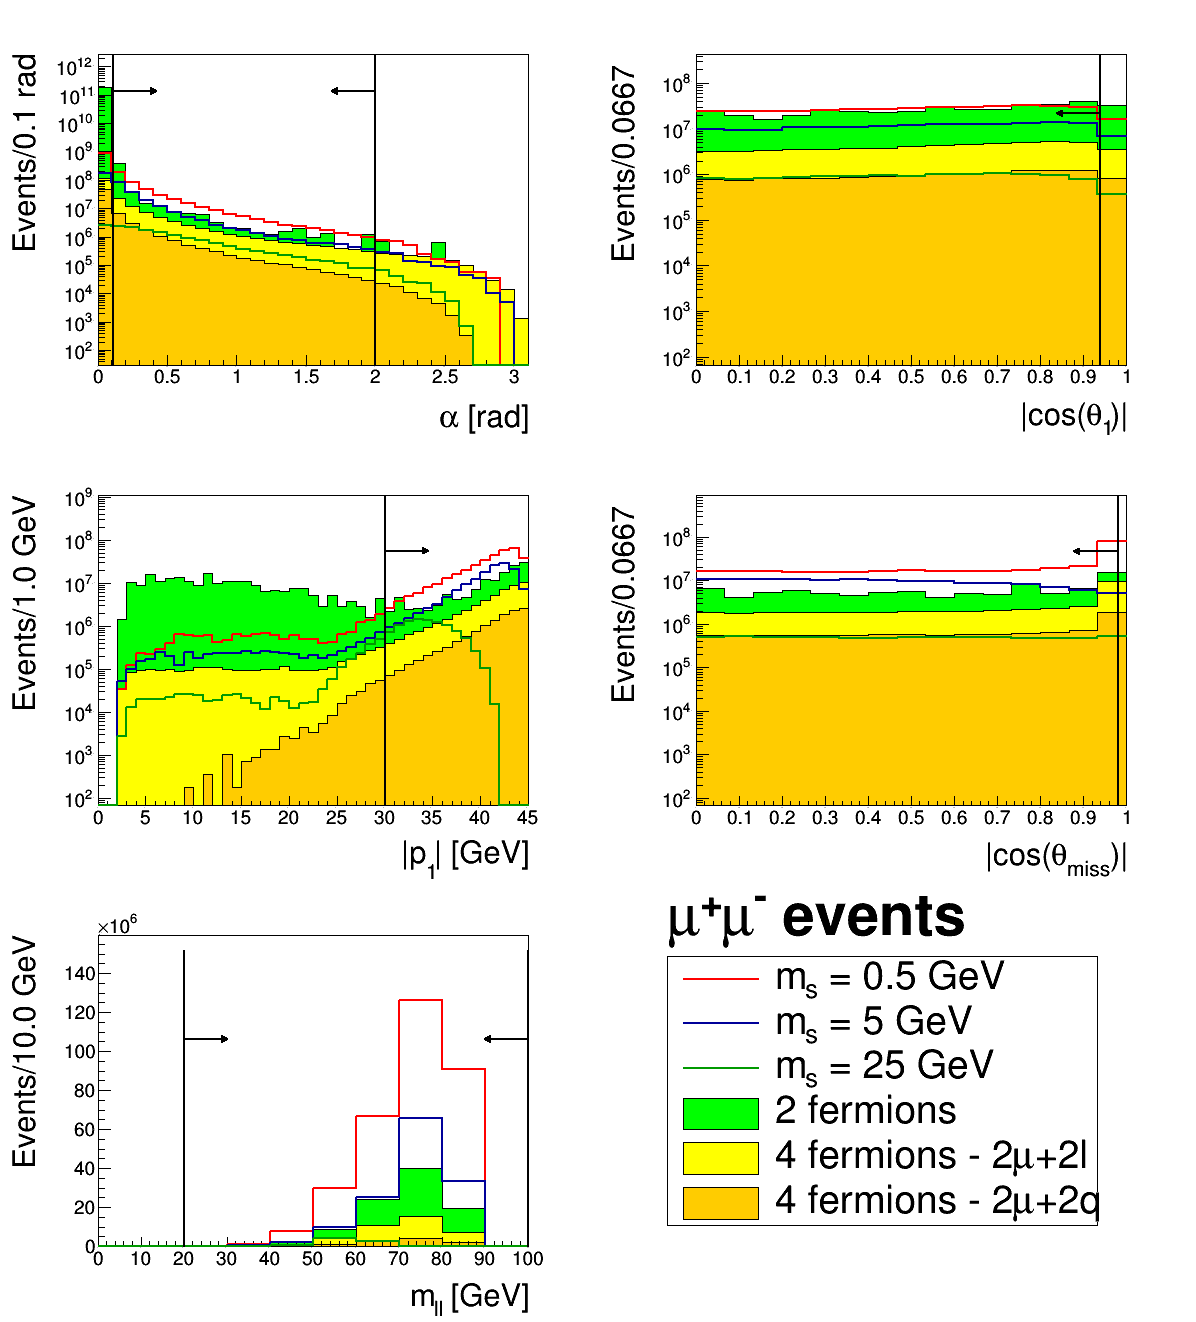 Events/0.1 rad
10¹²
10¹¹
10¹⁰
10⁹
10⁸
10⁷
10⁶
10⁵
10⁴
10³
10²
0 0.5 1 1.5 2 2.5 3
α [rad]
Events/0.0667
10⁸
10⁷
10⁶
10⁵
10⁴
10³
10²
0 0.1 0.2 0.3 0.4 0.5 0.6 0.7 0.8 0.9 1
|cos(θ₁)|
Events/1.0 GeV
10⁹
10⁸
10⁷
10⁶
10⁵
10⁴
10³
10²
0 5 10 15 20 25 30 35 40 45
|p₁| [GeV]
Events/0.0667
10⁸
10⁷
10⁶
10⁵
10⁴
10³
10²
0 0.1 0.2 0.3 0.4 0.5 0.6 0.7 0.8 0.9 1
|cos(θmiss)|
Events/10.0 GeV
×10⁶
140
120
100
80
60
40
20
0
0 10 20 30 40 50 60 70 80 90 100
mll [GeV]
μ⁺μ⁻ events
ms = 0.5 GeV
ms = 5 GeV
ms = 25 GeV
2 fermions
4 fermions - 2μ+2l
4 fermions - 2μ+2q